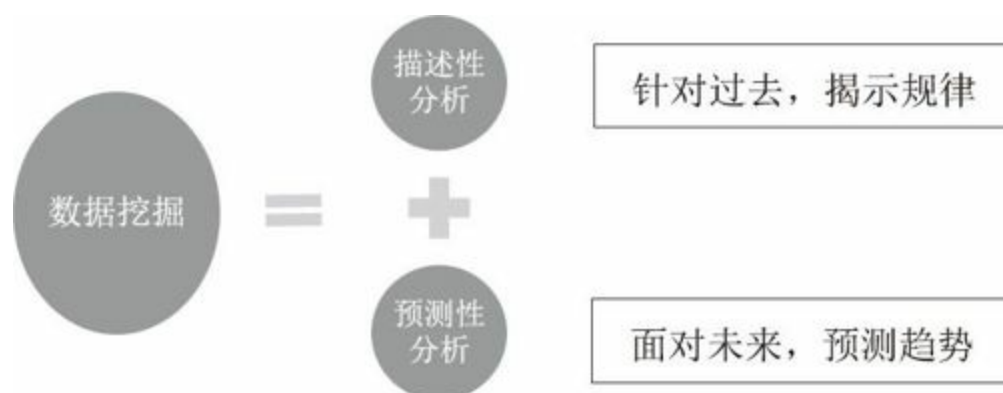 描述性
分析
针对过去，揭示规律
数据挖掘
=
+
预测性
分析
面对未来，预测趋势